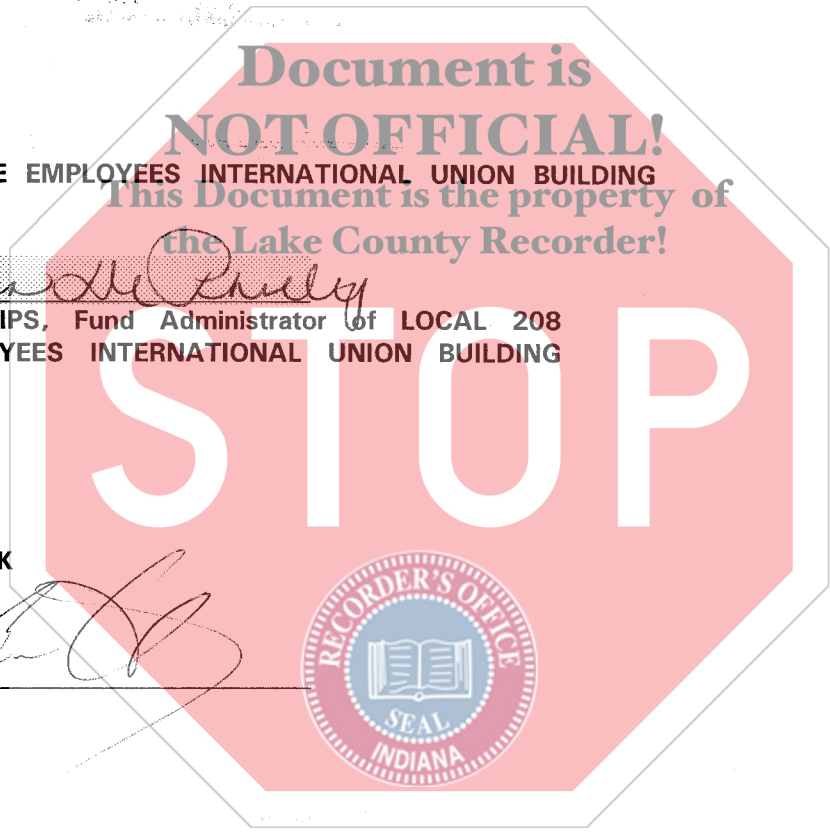 Document is
NOT OFFICIAL!
E EMPLOYEES INTERNATIONAL UNION BUILDING
This Document is the property of
the Lake County Recorder!
IPS, Fund Administrator of LOCAL 208
YEES INTERNATIONAL UNION BUILDING
STOP
K
RECORDER'S OFFICE
SEAL
INDIANA